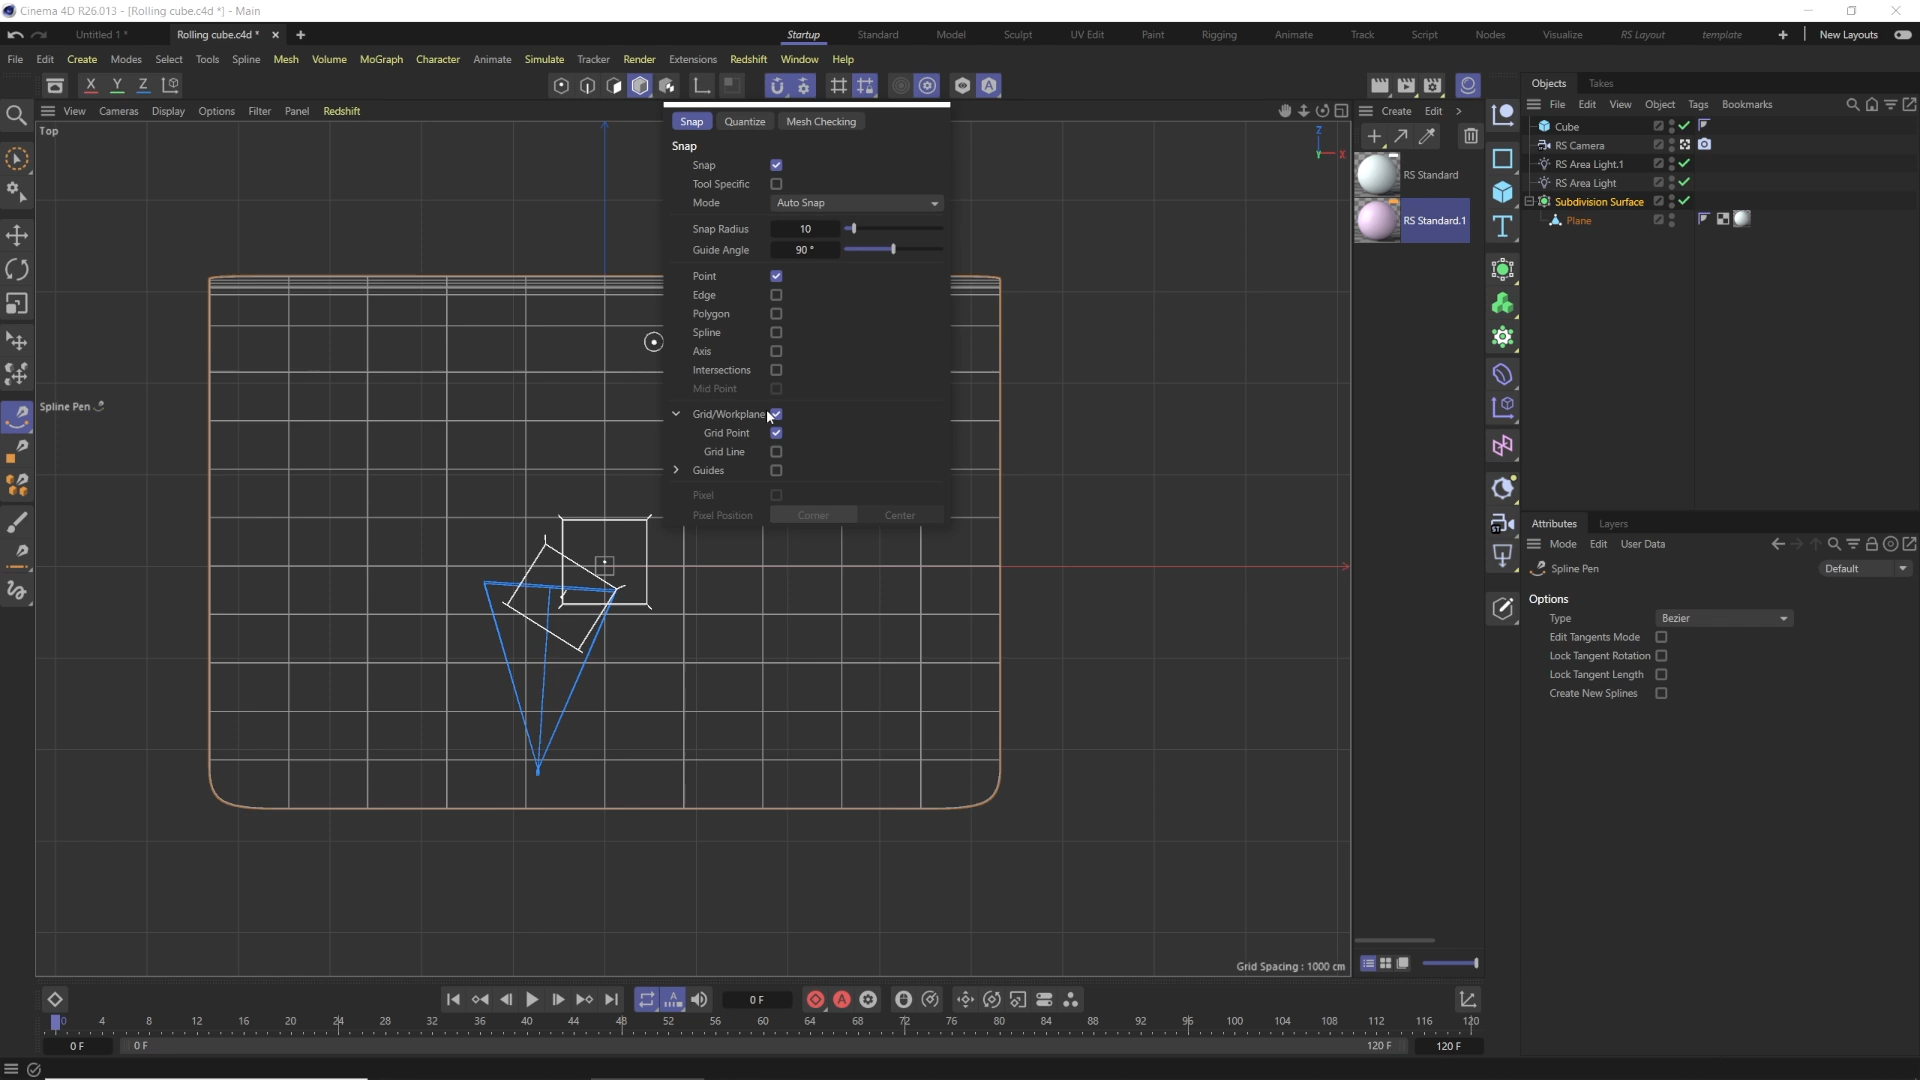 Cinema 4D R26.013 - [Rolling cube.c4d *] - Main
Untitled 1 * Rolling cube.c4d * Startup Standard Model Sculpt UV Edit Paint Rigging Animate Track Script Nodes Visualize RS Layout template New Layouts
File Edit Create Modes Select Tools Spline Mesh Volume MoGraph Character Animate Simulate Tracker Render Extensions Redshift Window Help
X Y Z
View Cameras Display Options Filter Panel Redshift
Top
Spline Pen
Z
Y X
Snap Quantize Mesh Checking
Snap
Snap
Tool Specific
Mode Auto Snap
Snap Radius 10
Guide Angle 90 °
Point
Edge
Polygon
Spline
Axis
Intersections
Mid Point
Grid/Workplane
Grid Point
Grid Line
Guides
Pixel
Pixel Position Corner Center
Grid Spacing : 1000 cm
Create Edit >
RS Standard
RS Standard.1
Objects Takes
File Edit View Object Tags Bookmarks
Cube
RS Camera
RS Area Light.1
RS Area Light
Subdivision Surface
Plane
Attributes Layers
Mode Edit User Data
Spline Pen Default
Options
Type Bezier
Edit Tangents Mode
Lock Tangent Rotation
Lock Tangent Length
Create New Splines
0 F
0 4 8 12 16 20 24 28 32 36 40 44 48 52 56 60 64 68 72 76 80 84 88 92 96 100 104 108 112 116 120
0 F 0 F 120 F 120 F